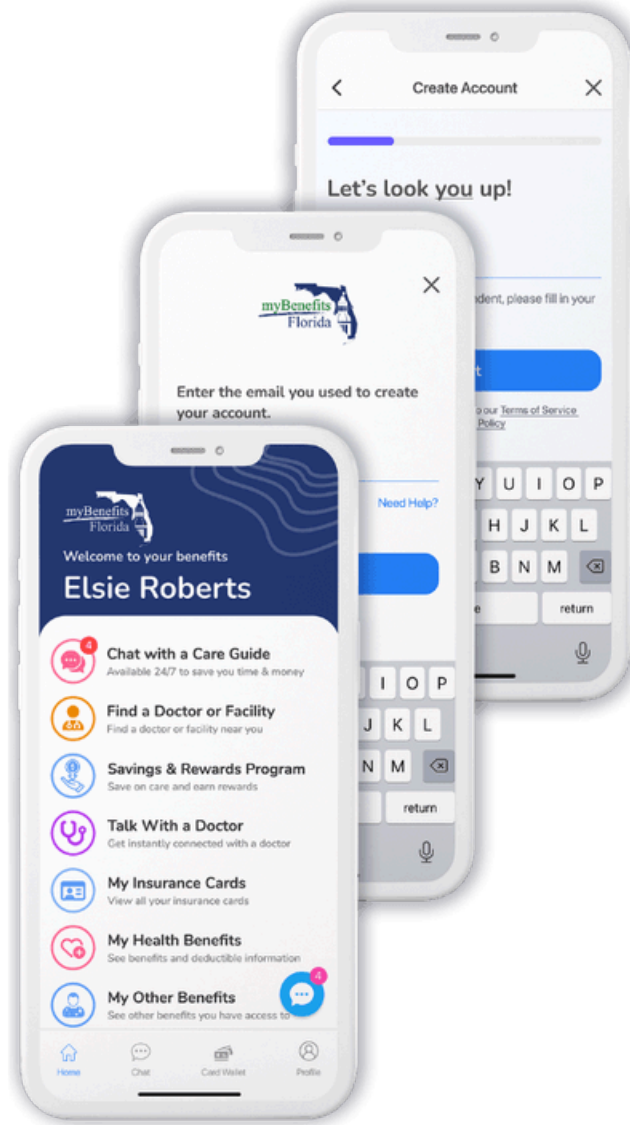 Create Account
Let's look you up!
dent, please fill in your
o our Terms of Service
Policy
Y U I O P
H J K L
B N M
return
myBenefits
Florida
Enter the email you used to create
your account.
Need Help?
I O P
J K L
N M
return
myBenefits
Florida
Welcome to your benefits
Elsie Roberts
4
Chat with a Care Guide
Available 24/7 to save you time & money
Find a Doctor or Facility
Find a doctor or facility near you
Savings & Rewards Program
Save on care and earn rewards
Talk With a Doctor
Get instantly connected with a doctor
My Insurance Cards
View all your insurance cards
My Health Benefits
See benefits and deductible information
4
My Other Benefits
See other benefits you have access to
Home
Chat
Card Wallet
Profile